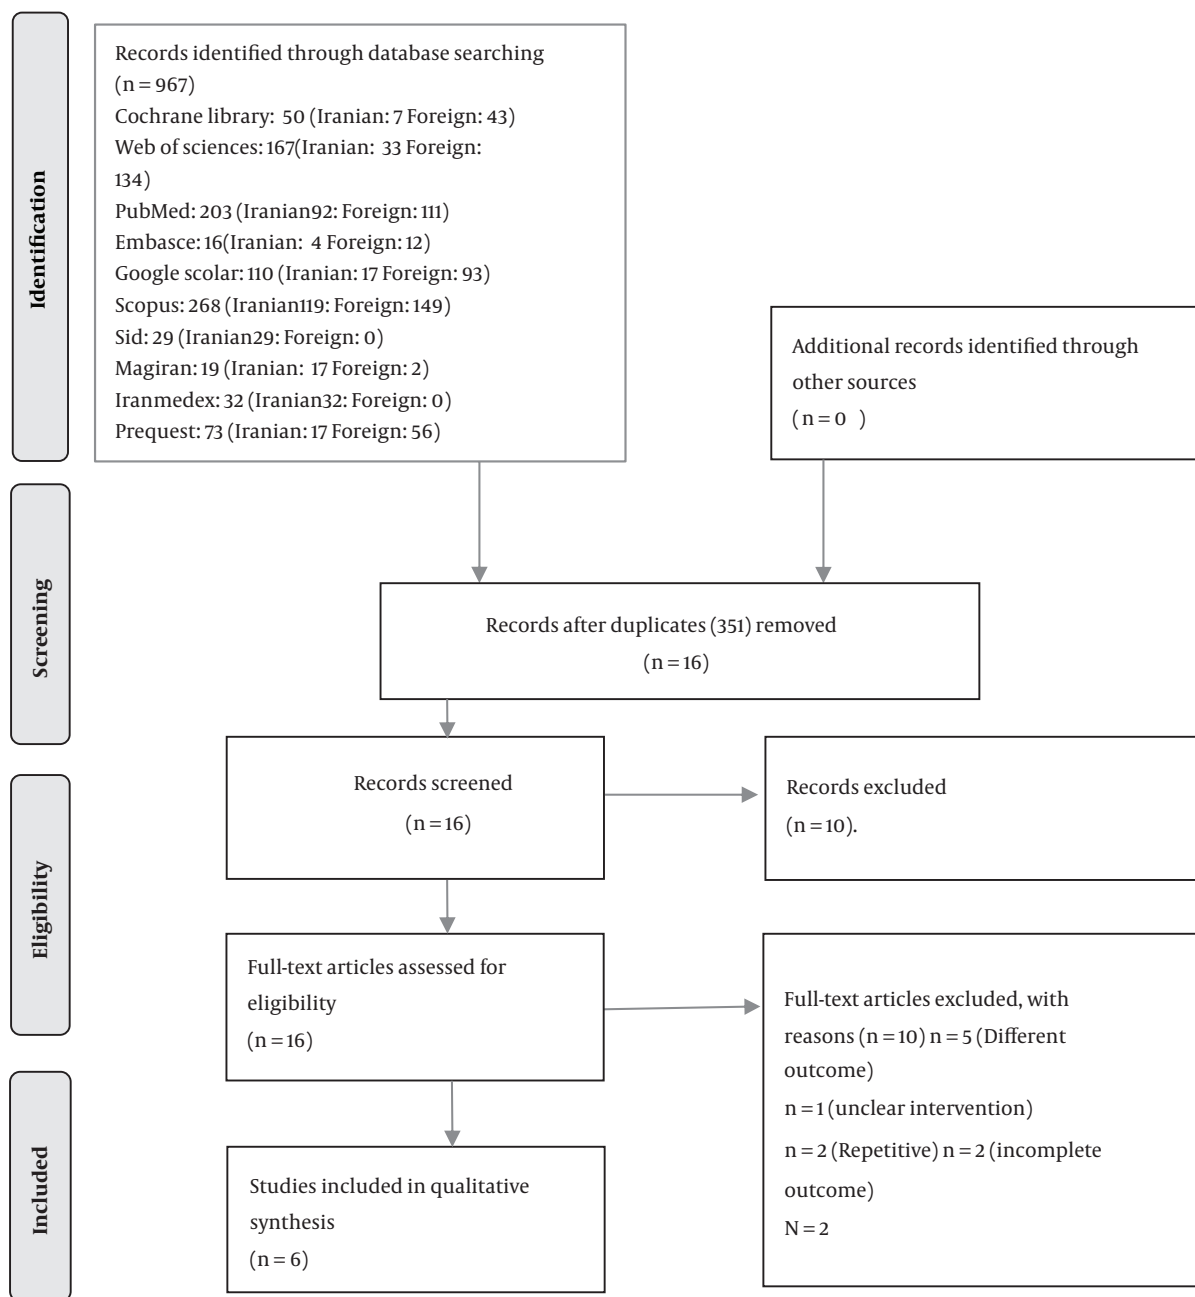 Identification
Records identified through database searching
(n = 967)
Cochrane library: 50 (Iranian: 7 Foreign: 43)
Web of sciences: 167(Iranian: 33 Foreign:
134)
PubMed: 203 (Iranian92: Foreign: 111)
Embasce: 16(Iranian: 4 Foreign: 12)
Google scolar: 110 (Iranian: 17 Foreign: 93)
Scopus: 268 (Iranian119: Foreign: 149)
Sid: 29 (Iranian29: Foreign: 0)
Magiran: 19 (Iranian: 17 Foreign: 2)
Iranmedex: 32 (Iranian32: Foreign: 0)
Prequest: 73 (Iranian: 17 Foreign: 56)
Additional records identified through
other sources
( n = 0 )
Screening
Records after duplicates (351) removed
(n = 16)
Records screened
(n = 16)
Records excluded
(n = 10).
Eligibility
Full-text articles assessed for
eligibility
(n = 16)
Full-text articles excluded, with
reasons (n = 10) n = 5 (Different
outcome)
n = 1 (unclear intervention)
n = 2 (Repetitive) n = 2 (incomplete
outcome)
N = 2
Included
Studies included in qualitative
synthesis
(n = 6)